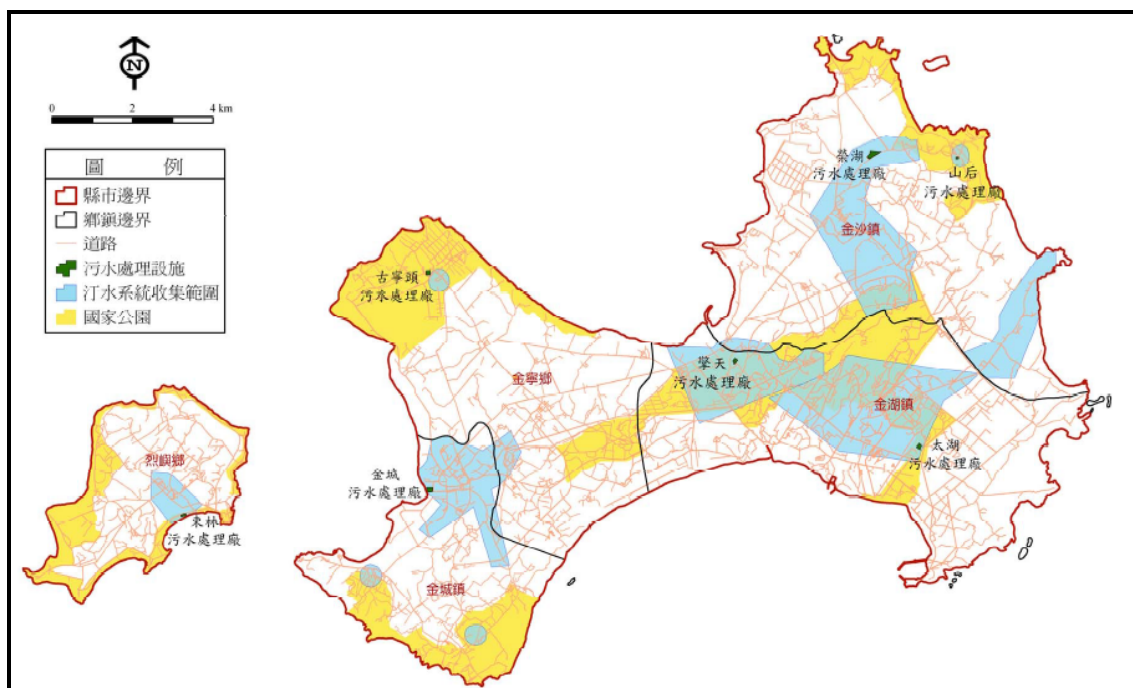 N
0 2 4 km
圖 例
縣市邊界
鄉鎮邊界
道路
污水處理設施
汙水系統收集範圍
國家公園
榮湖
污水處理廠
山后
污水處理廠
金沙鎮
古寧頭
污水處理廠
金寧鄉
擎天
污水處理廠
金湖鎮
太湖
污水處理廠
烈嶼鄉
東林
污水處理廠
金城
污水處理廠
金城鎮